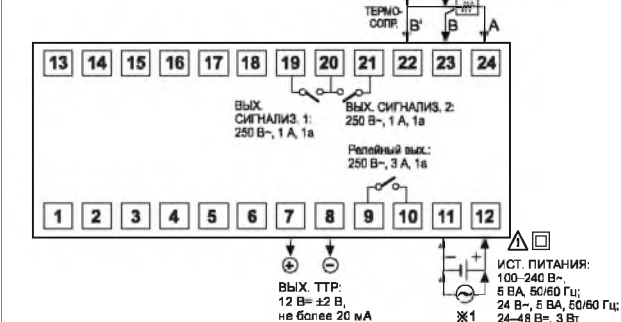 ТЕРМО-
СОПР.
B' B A
13 14 15 16 17 18 19 20 21 22 23 24
ВЫХ.
СИГНАЛИЗ. 1:
250 В~, 1 А, 1a
ВЫХ. СИГНАЛИЗ. 2:
250 В~, 1 А, 1a
Релейный вых.:
250 В~, 3 А, 1a
1 2 3 4 5 6 7 8 9 10 11 12
ВЫХ. ТТР:
12 В= ±2 В,
не более 20 мА
− +
※1
ИСТ. ПИТАНИЯ:
100–240 В~,
5 ВА, 50/60 Гц;
24 В~, 5 ВА, 50/60 Гц;
24–48 В=, 3 Вт